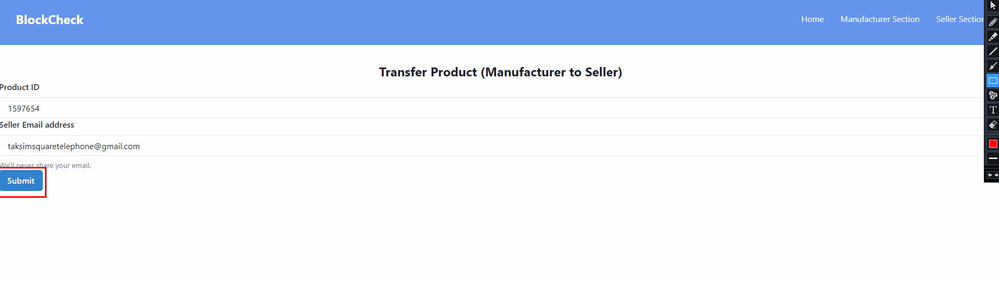 BlockCheck
Home Manufacturer Section Seller Section
Transfer Product (Manufacturer to Seller)
Product ID
1597654
Seller Email address
taksimsquaretelephone@gmail.com
We'll never share your email.
Submit